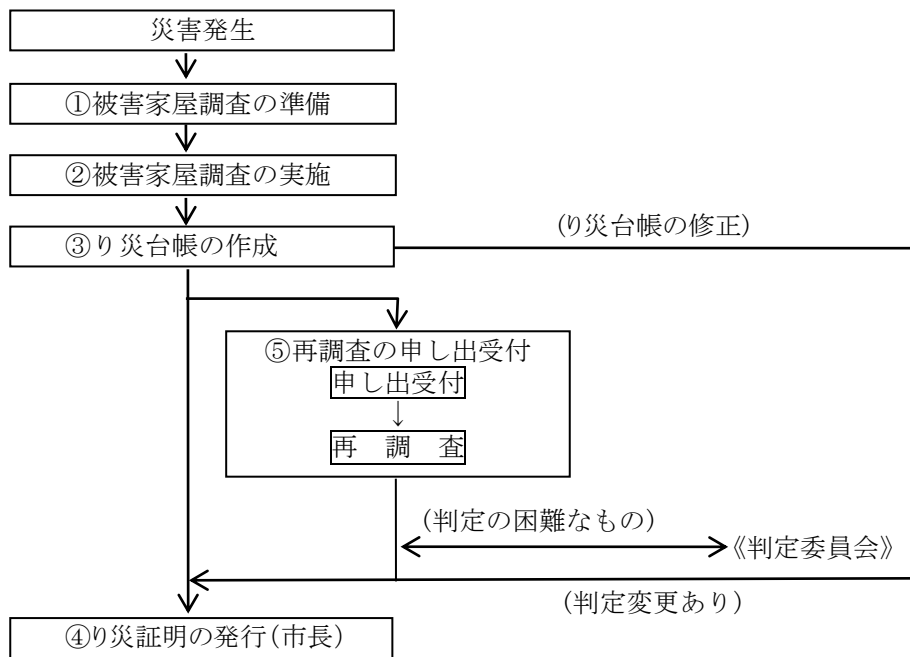 災害発生
①被害家屋調査の準備
②被害家屋調査の実施
③り災台帳の作成
(り災台帳の修正)
⑤再調査の申し出受付
申し出受付
↓
再 調 査
(判定の困難なもの)
《判定委員会》
(判定変更あり)
④り災証明の発行(市長)